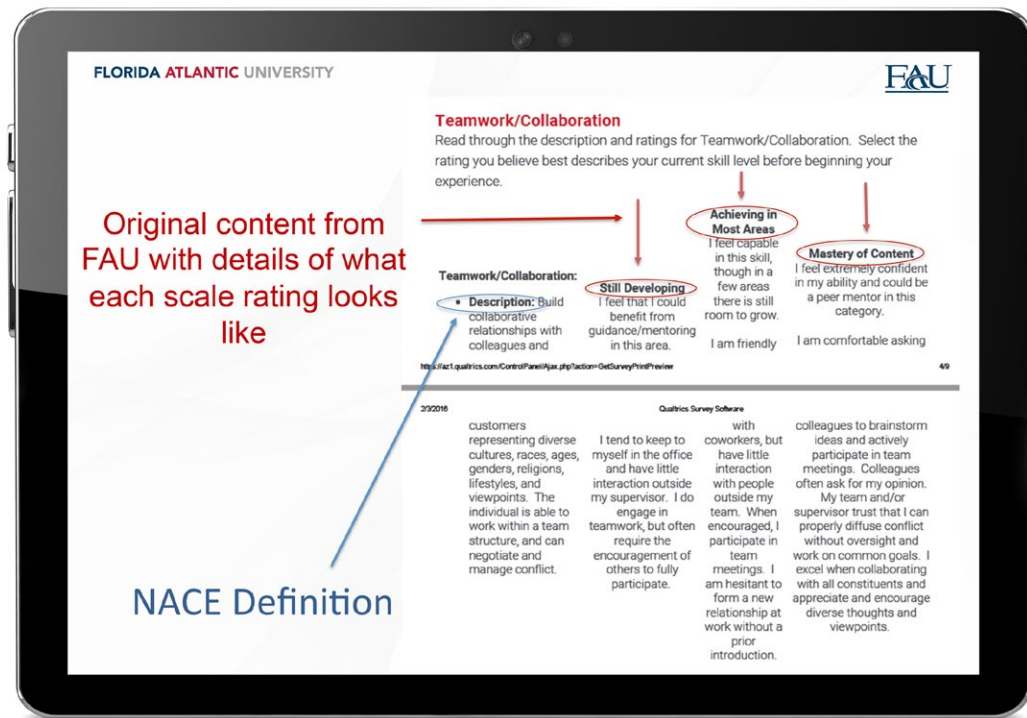 FLORIDA ATLANTIC UNIVERSITY
FAU
Teamwork/Collaboration
Read through the description and ratings for Teamwork/Collaboration. Select the
rating you believe best describes your current skill level before beginning your
experience.
Original content from
FAU with details of what
each scale rating looks
like
NACE Definition
Teamwork/Collaboration:
• Description: Build
collaborative
relationships with
colleagues and
Still Developing
I feel that I could
benefit from
guidance/mentoring
in this area.
Achieving in
Most Areas
I feel capable
in this skill,
though in a
few areas
there is still
room to grow.
I am friendly
Mastery of Content
I feel extremely confident
in my ability and could be
a peer mentor in this
category.
I am comfortable asking
https://az1.qualtrics.com/ControlPanel/Ajax.php?action=GetSurveyPrintPreview 4/9
2/3/2016 Qualtrics Survey Software
customers
representing diverse
cultures, races, ages,
genders, religions,
lifestyles, and
viewpoints. The
individual is able to
work within a team
structure, and can
negotiate and
manage conflict.
I tend to keep to
myself in the office
and have little
interaction outside
my supervisor. I do
engage in
teamwork, but often
require the
encouragement of
others to fully
participate.
with
coworkers, but
have little
interaction
with people
outside my
team. When
encouraged, I
participate in
team
meetings. I
am hesitant to
form a new
relationship at
work without a
prior
introduction.
colleagues to brainstorm
ideas and actively
participate in team
meetings. Colleagues
often ask for my opinion.
My team and/or
supervisor trust that I can
properly diffuse conflict
without oversight and
work on common goals. I
excel when collaborating
with all constituents and
appreciate and encourage
diverse thoughts and
viewpoints.